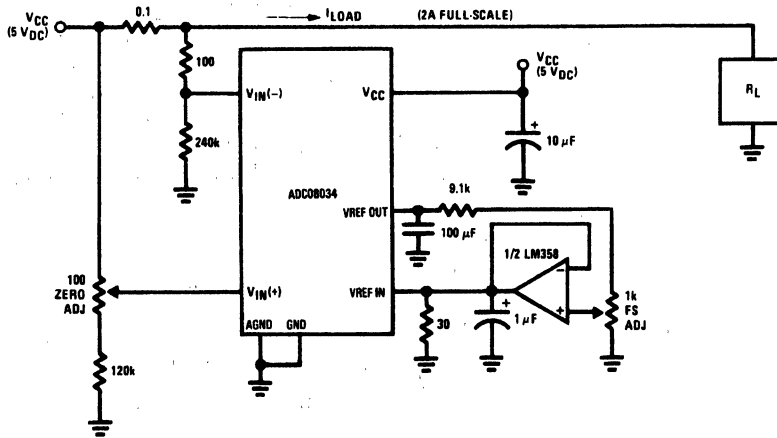 VCC
(5 VDC)
0.1
ILOAD
(2A FULL-SCALE)
100
VIN(−)
240k
VCC
VCC
(5 VDC)
10 μF
RL
ADC08034
VREF OUT
9.1k
100 μF
1/2 LM358
−
+
1k
FS
ADJ
VREF IN
30
+
1 μF
100
ZERO
ADJ
VIN(+)
AGND
GND
120k
+